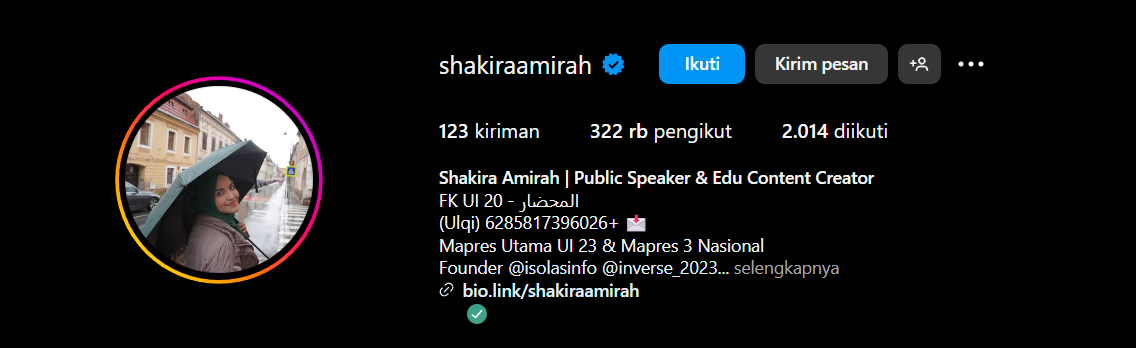 shakiraamirah Ikuti Kirim pesan
123 kiriman 322 rb pengikut 2.014 diikuti
Shakira Amirah | Public Speaker & Edu Content Creator
FK UI 20 - المحضار
(Ulqi) 6285817396026+ 📩
Mapres Utama UI 23 & Mapres 3 Nasional
Founder @isolasinfo @inverse_2023... selengkapnya
bio.link/shakiraamirah